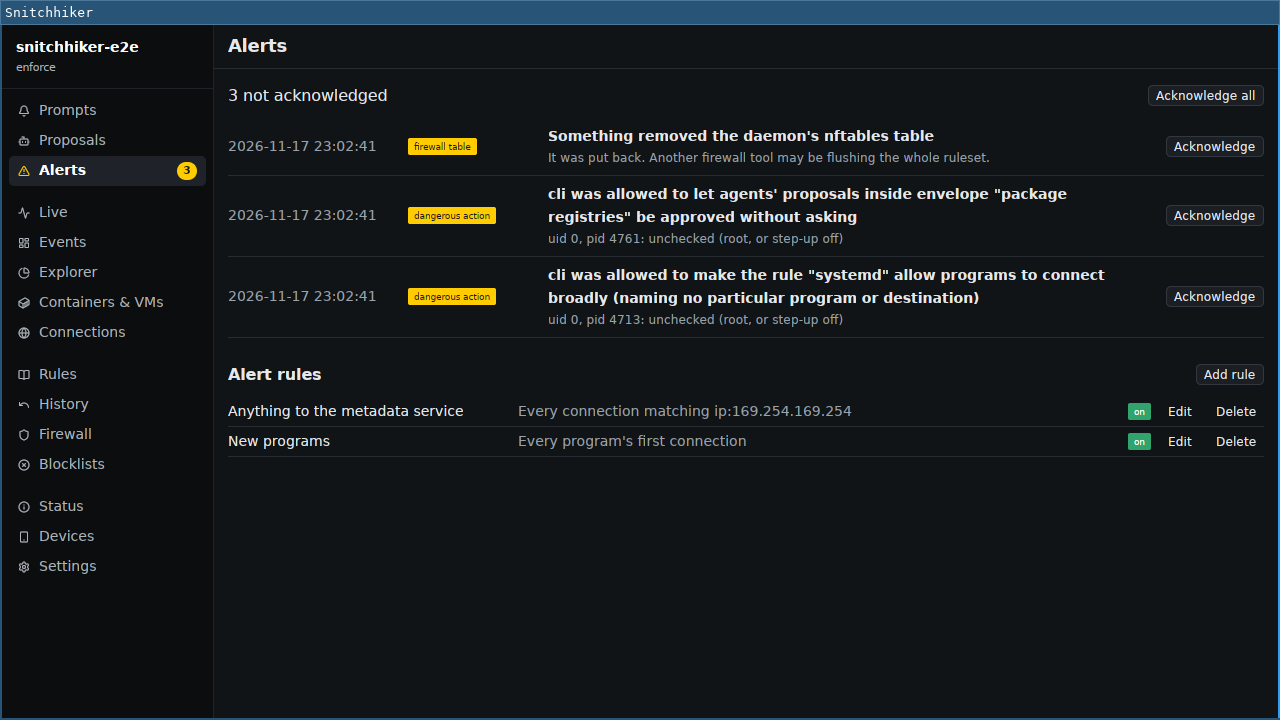 Snitchhiker
snitchhiker-e2e
enforce
Prompts
Proposals
Alerts 3
Live
Events
Explorer
Containers & VMs
Connections
Rules
History
Firewall
Blocklists
Status
Devices
Settings
Alerts
3 not acknowledged Acknowledge all
2026-11-17 23:02:41 firewall table Something removed the daemon's nftables table Acknowledge
It was put back. Another firewall tool may be flushing the whole ruleset.
cli was allowed to let agents' proposals inside envelope "package
2026-11-17 23:02:41 dangerous action registries" be approved without asking Acknowledge
uid 0, pid 4761: unchecked (root, or step-up off)
cli was allowed to make the rule "systemd" allow programs to connect
2026-11-17 23:02:41 dangerous action broadly (naming no particular program or destination) Acknowledge
uid 0, pid 4713: unchecked (root, or step-up off)
Alert rules Add rule
Anything to the metadata service Every connection matching ip:169.254.169.254 on Edit Delete
New programs Every program's first connection on Edit Delete